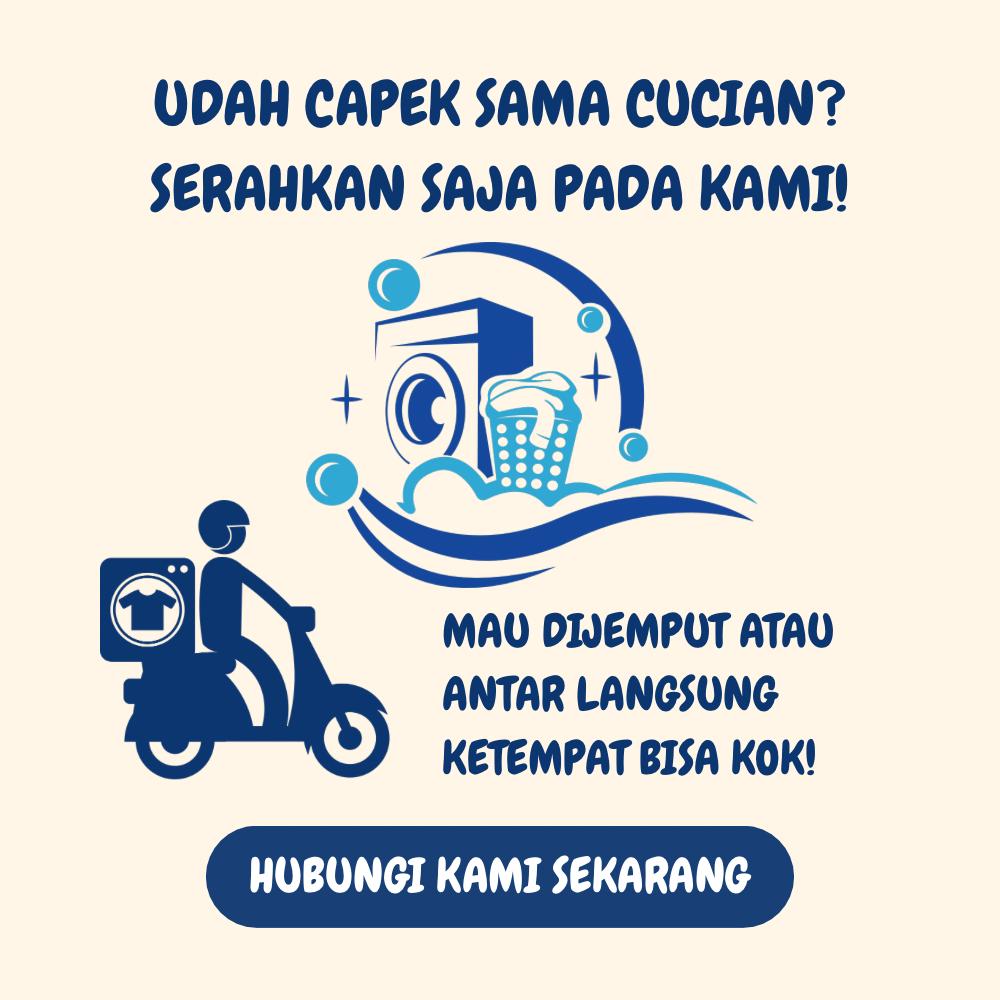 UDAH CAPEK SAMA CUCIAN?
SERAHKAN SAJA PADA KAMI!
MAU DIJEMPUT ATAU
ANTAR LANGSUNG
KETEMPAT BISA KOK!
HUBUNGI KAMI SEKARANG